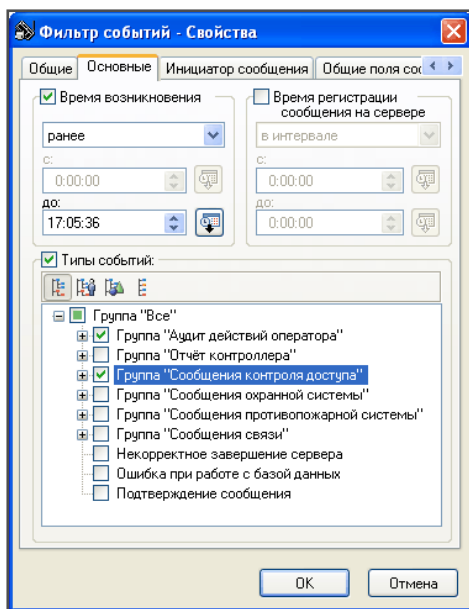 Фильтр событий - Свойства
Общие Основные Инициатор сообщения Общие поля соо
Время возникновения
Время регистрации
сообщения на сервере
ранее
в интервале
с:
с:
0:00:00
0:00:00
до:
до:
17:05:36
0:00:00
Типы событий:
Группа "Все"
Группа "Аудит действий оператора"
Группа "Отчёт контроллера"
Группа "Сообщения контроля доступа"
Группа "Сообщения охранной системы"
Группа "Сообщения противопожарной системы"
Группа "Сообщения связи"
Некорректное завершение сервера
Ошибка при работе с базой данных
Подтверждение сообщения
OK Отмена